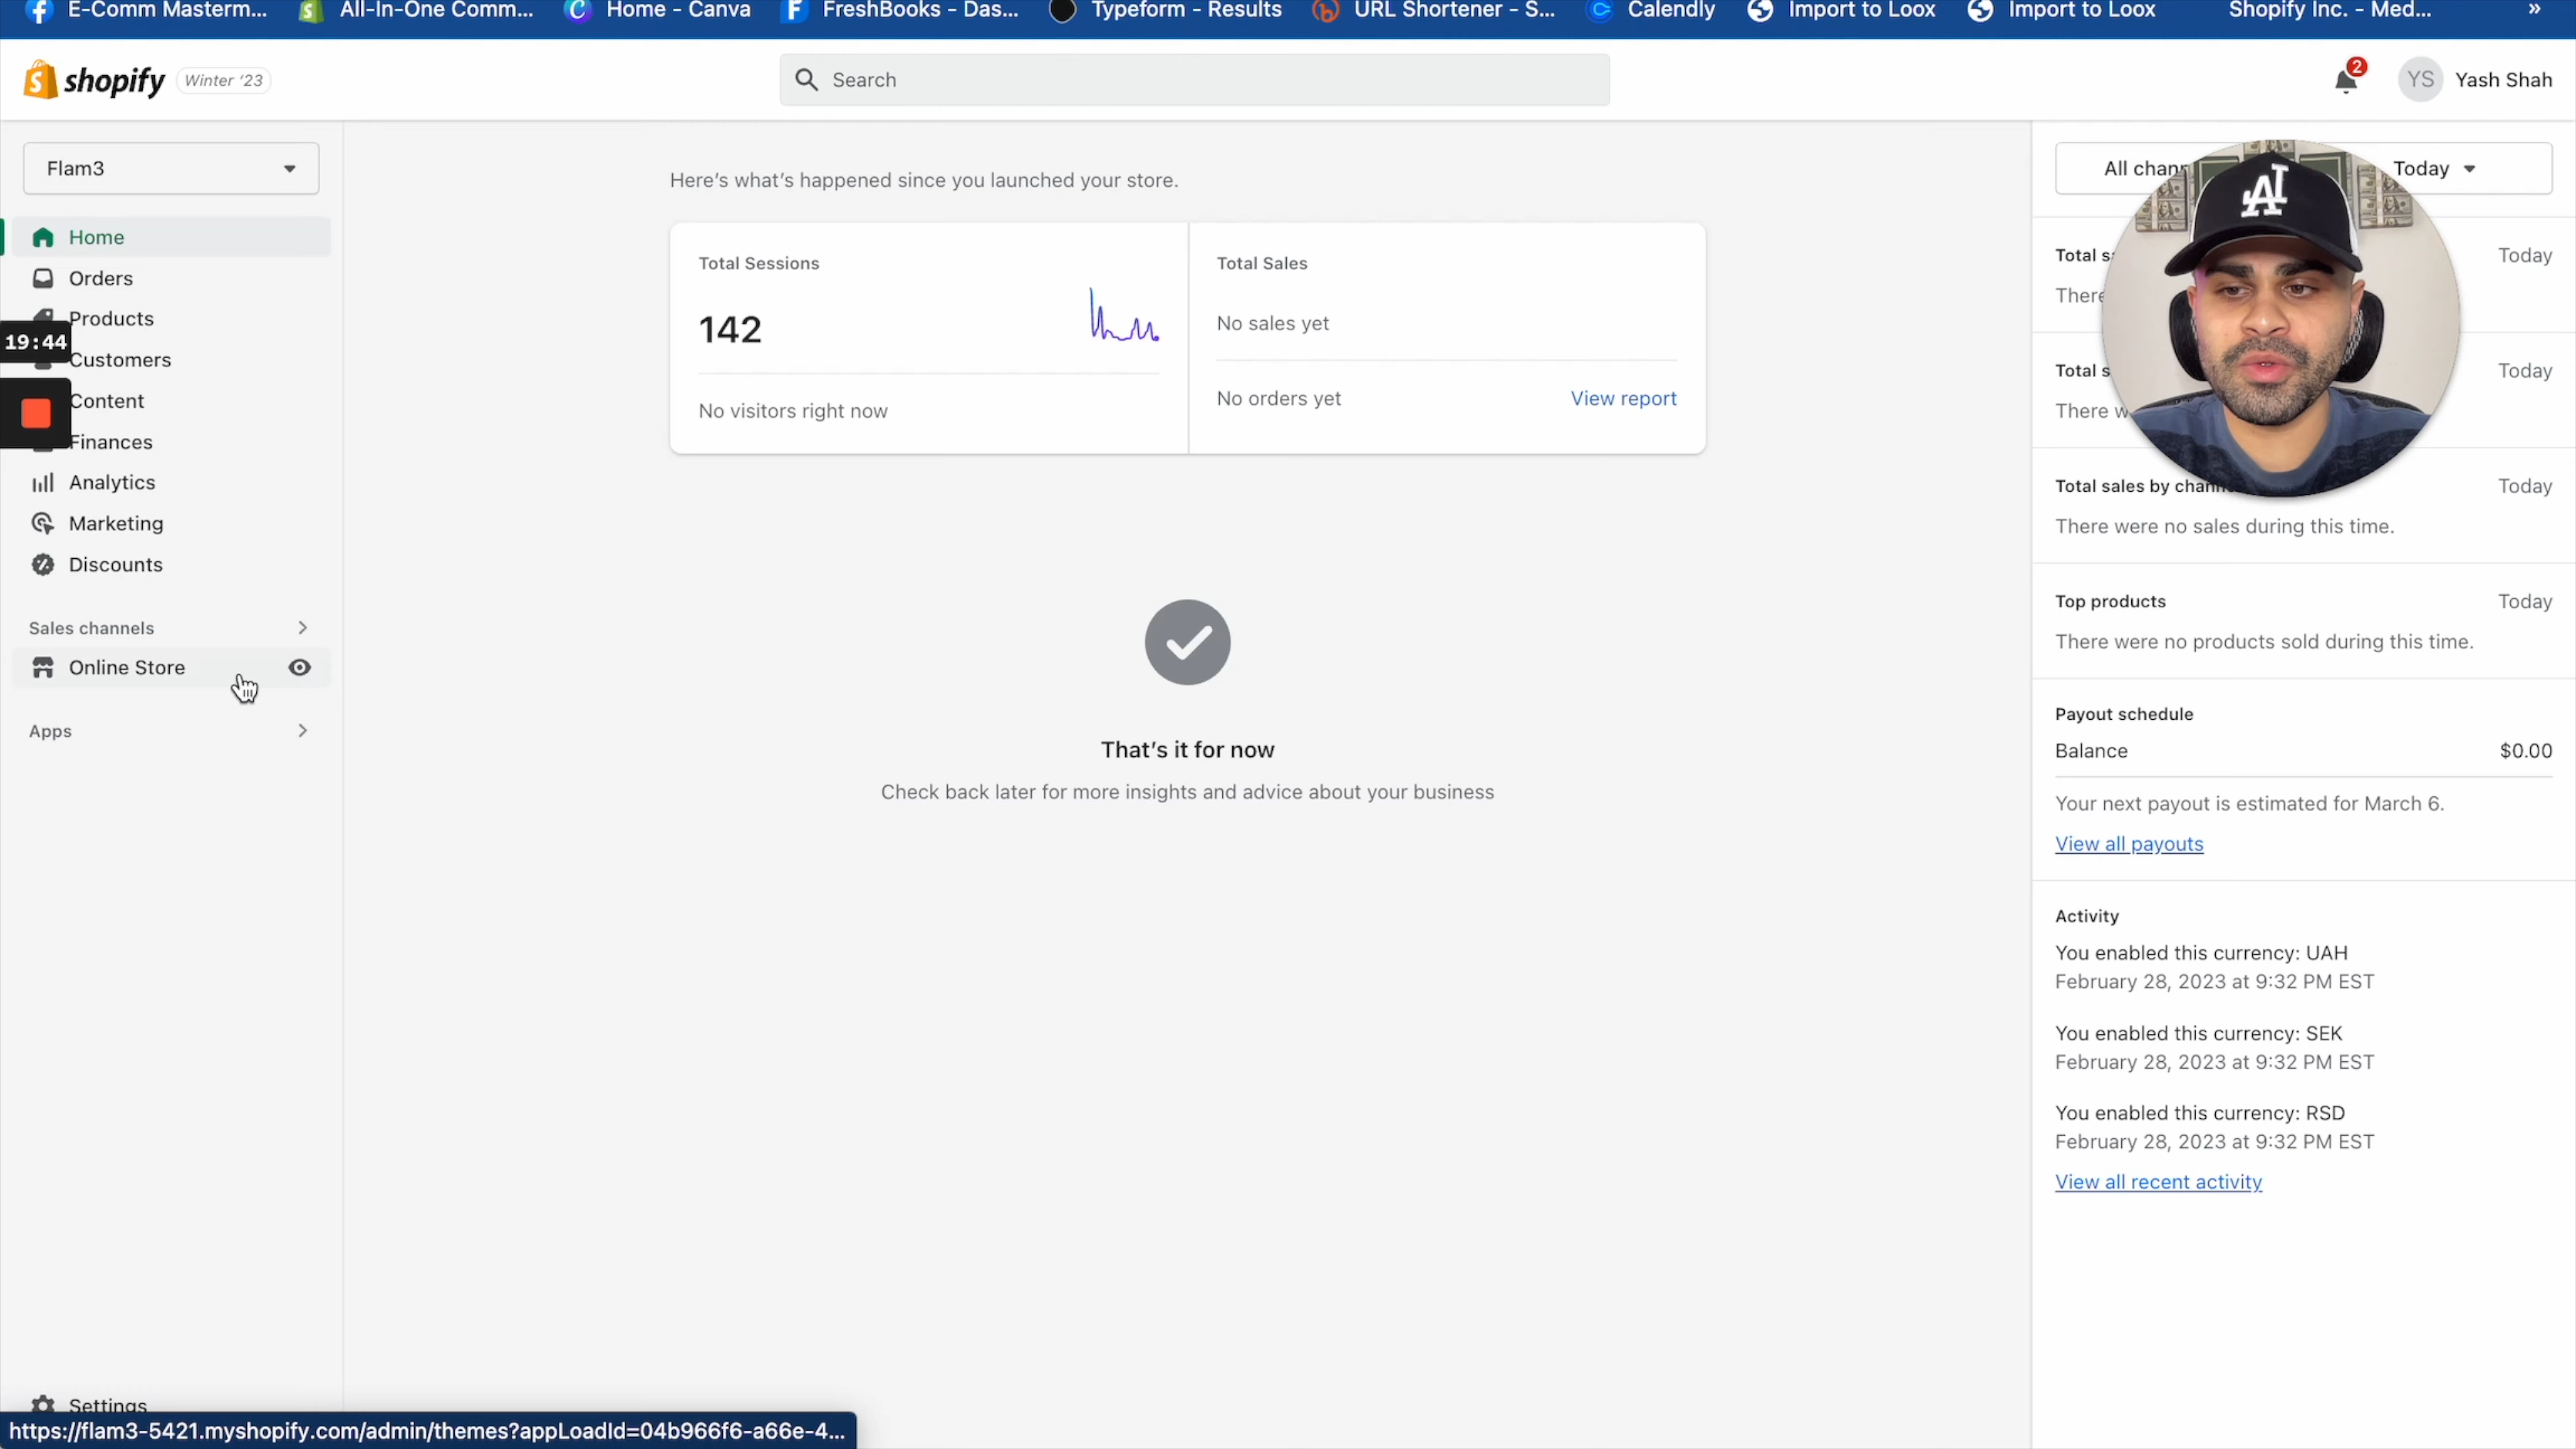 E-Comm Masterm... All-In-One Comm... Home - Canva FreshBooks - Das... Typeform - Results URL Shortener - S... Calendly Import to Loox Import to Loox Shopify Inc. - Med... »
shopify Winter '23 Search 2 YS Yash Shah
Flam3
Home
Orders
Products
19:44
Customers
Content
Finances
Analytics
Marketing
Discounts
Sales channels
Online Store
Apps
Settings
https://flam3-5421.myshopify.com/admin/themes?appLoadId=04b966f6-a66e-4...
Here's what's happened since you launched your store.
Total Sessions
142
No visitors right now
Total Sales
No sales yet
No orders yet View report
That's it for now
Check back later for more insights and advice about your business
All Today
Total Today
Total Today
Total sales by Today
There were no sales during this time.
Top products Today
There were no products sold during this time.
Payout schedule
Balance $0.00
Your next payout is estimated for March 6.
View all payouts
Activity
You enabled this currency: UAH
February 28, 2023 at 9:32 PM EST
You enabled this currency: SEK
February 28, 2023 at 9:32 PM EST
You enabled this currency: RSD
February 28, 2023 at 9:32 PM EST
View all recent activity